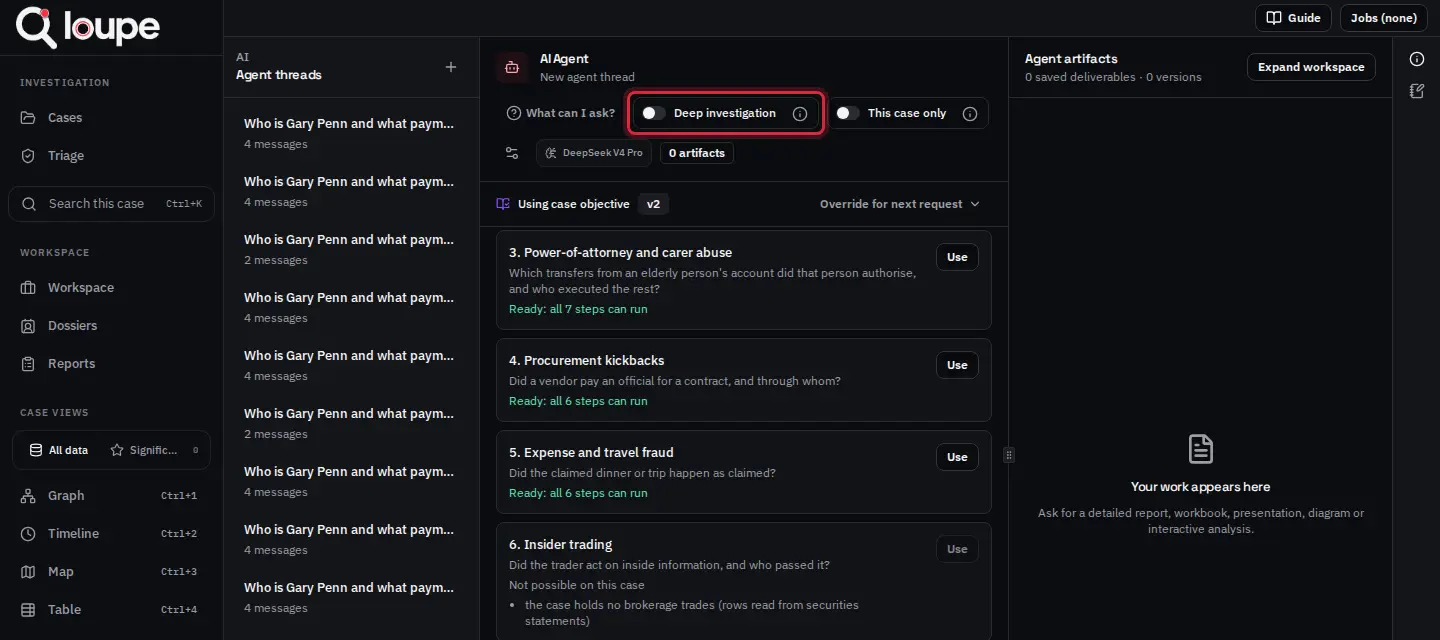 loupe
Guide
Jobs (none)
INVESTIGATION
Cases
Triage
Search this case Ctrl+K
WORKSPACE
Workspace
Dossiers
Reports
CASE VIEWS
All data
Signific... 0
Graph Ctrl+1
Timeline Ctrl+2
Map Ctrl+3
Table Ctrl+4
AI
Agent threads
Who is Gary Penn and what paym...
4 messages
Who is Gary Penn and what paym...
4 messages
Who is Gary Penn and what paym...
2 messages
Who is Gary Penn and what paym...
4 messages
Who is Gary Penn and what paym...
4 messages
Who is Gary Penn and what paym...
2 messages
Who is Gary Penn and what paym...
4 messages
Who is Gary Penn and what paym...
4 messages
Who is Gary Penn and what paym...
4 messages
AI Agent
New agent thread
What can I ask?
Deep investigation
This case only
DeepSeek V4 Pro
0 artifacts
Using case objective v2
Override for next request
3. Power-of-attorney and carer abuse
Use
Which transfers from an elderly person's account did that person authorise,
and who executed the rest?
Ready: all 7 steps can run
4. Procurement kickbacks
Use
Did a vendor pay an official for a contract, and through whom?
Ready: all 6 steps can run
5. Expense and travel fraud
Use
Did the claimed dinner or trip happen as claimed?
Ready: all 6 steps can run
6. Insider trading
Use
Did the trader act on inside information, and who passed it?
Not possible on this case
• the case holds no brokerage trades (rows read from securities
statements)
Agent artifacts
0 saved deliverables · 0 versions
Expand workspace
Your work appears here
Ask for a detailed report, workbook, presentation, diagram or
interactive analysis.